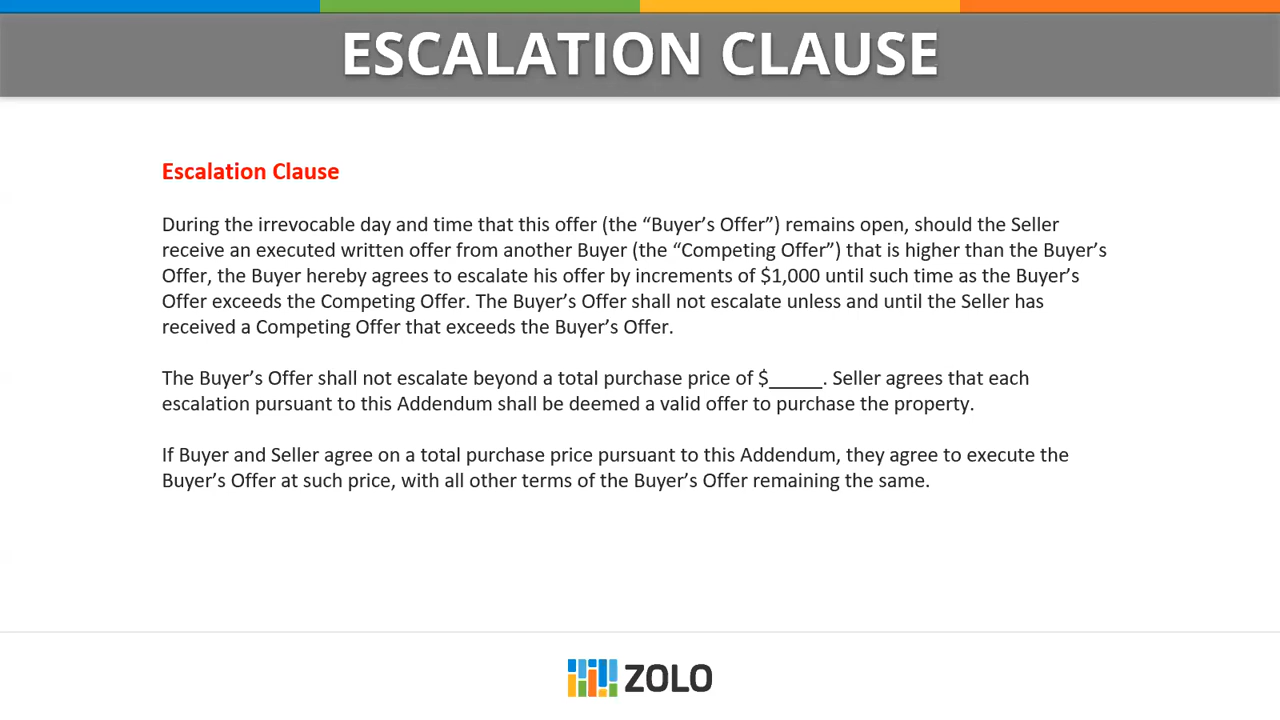 ESCALATION CLAUSE
Escalation Clause
During the irrevocable day and time that this offer (the “Buyer’s Offer”) remains open, should the Seller
receive an executed written offer from another Buyer (the “Competing Offer”) that is higher than the Buyer’s
Offer, the Buyer hereby agrees to escalate his offer by increments of $1,000 until such time as the Buyer’s
Offer exceeds the Competing Offer. The Buyer’s Offer shall not escalate unless and until the Seller has
received a Competing Offer that exceeds the Buyer’s Offer.
The Buyer’s Offer shall not escalate beyond a total purchase price of $_____. Seller agrees that each
escalation pursuant to this Addendum shall be deemed a valid offer to purchase the property.
If Buyer and Seller agree on a total purchase price pursuant to this Addendum, they agree to execute the
Buyer’s Offer at such price, with all other terms of the Buyer’s Offer remaining the same.
ZOLO